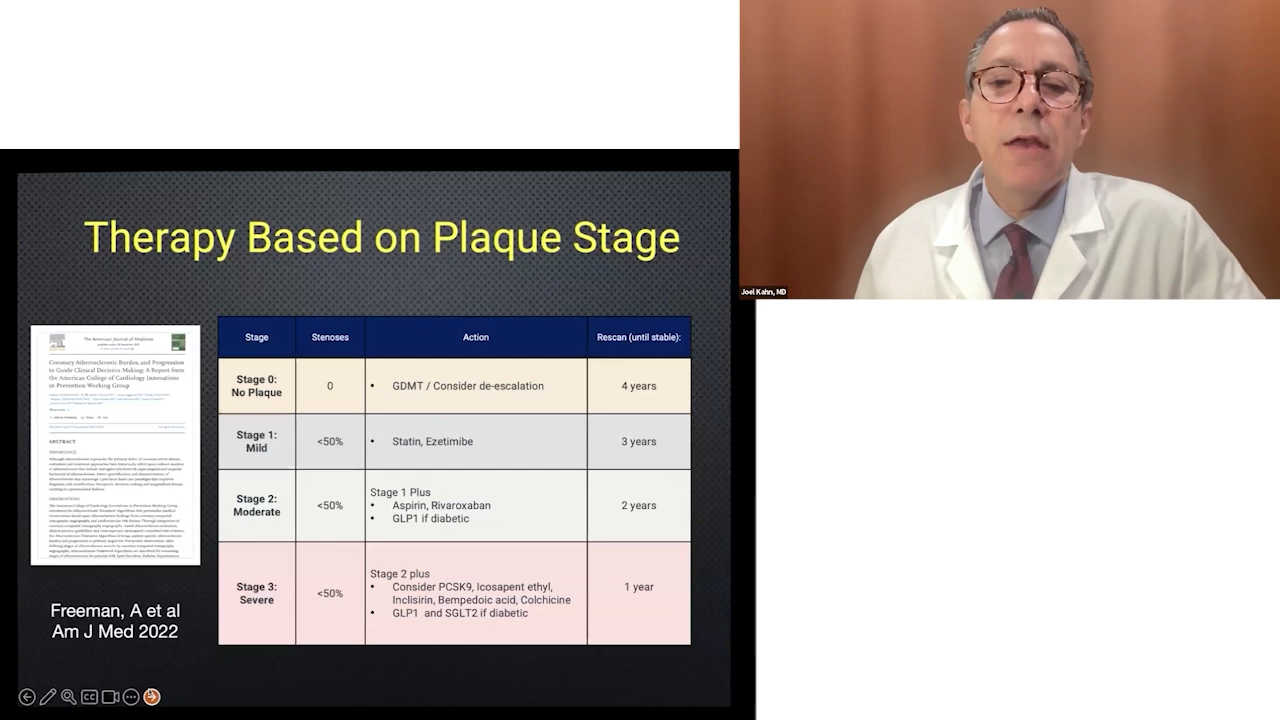 Joel Kahn, MD
Therapy Based on Plaque Stage
The American Journal of Medicine
Coronary Atherosclerosis Burden and Progression
to Guide Clinical Decision Making: A Report from
the American College of Cardiology Innovations
in Prevention Working Group
ABSTRACT
IMPORTANCE
OBSERVATIONS
Freeman, A et al
Am J Med 2022
Stage Stenoses Action Rescan (until stable):
Stage 0:
No Plaque
0
• GDMT / Consider de-escalation
4 years
Stage 1:
Mild
<50%
• Statin, Ezetimibe
3 years
Stage 2:
Moderate
<50%
Stage 1 Plus
• Aspirin, Rivaroxaban
• GLP1 if diabetic
2 years
Stage 3:
Severe
<50%
Stage 2 plus
• Consider PCSK9, Icosapent ethyl,
Inclisirin, Bempedoic acid, Colchicine
• GLP1 and SGLT2 if diabetic
1 year
CC